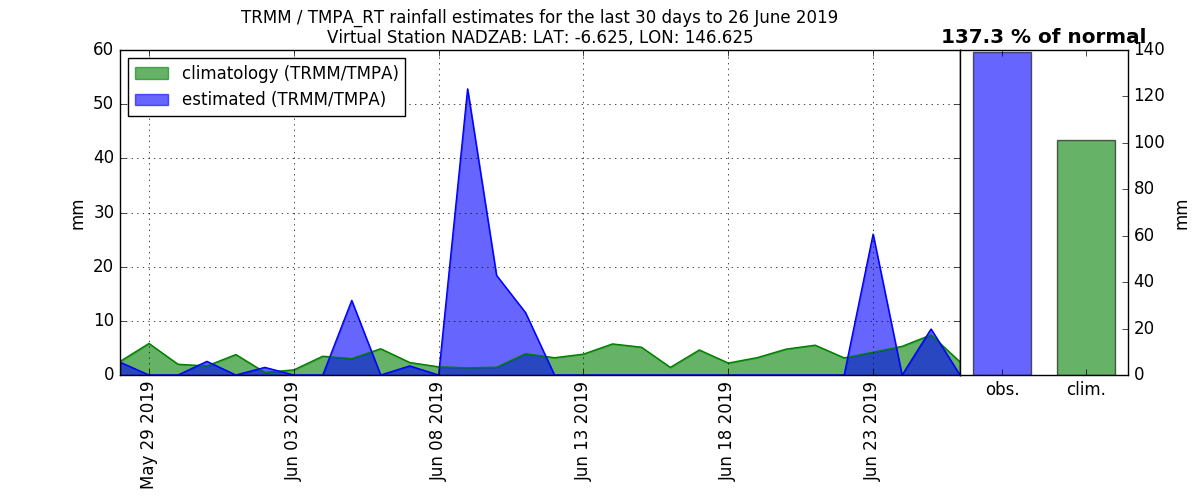 TRMM / TMPA_RT rainfall estimates for the last 30 days to 26 June 2019
Virtual Station NADZAB: LAT: -6.625, LON: 146.625
137.3 % of normal
climatology (TRMM/TMPA)
estimated (TRMM/TMPA)
mm
60
50
40
30
20
10
0
May 29 2019
Jun 03 2019
Jun 08 2019
Jun 13 2019
Jun 18 2019
Jun 23 2019
obs.
clim.
140
120
100
80
60
40
20
0
mm